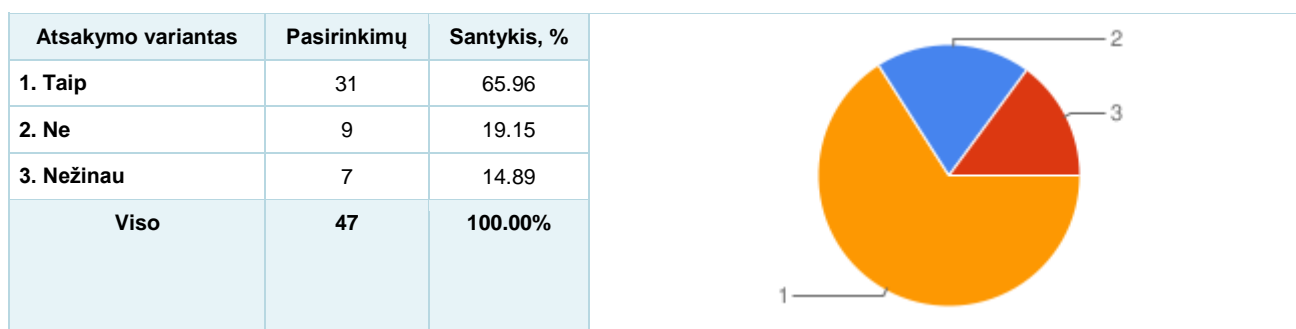 Atsakymo variantas Pasirinkimų Santykis, %
1. Taip 31 65.96
2. Ne 9 19.15
3. Nežinau 7 14.89
Viso 47 100.00%
2
3
1